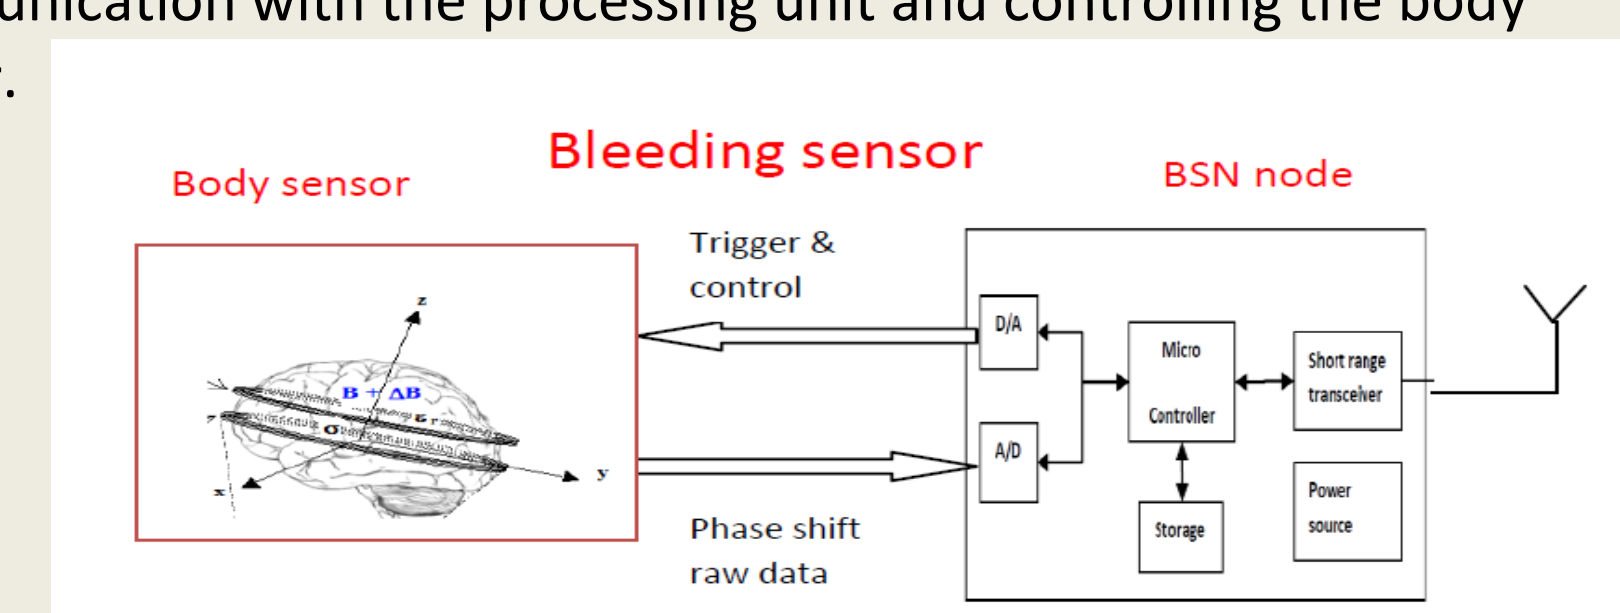 unication with the processing unit and controlling the body
r.
Bleeding sensor
Body sensor
BSN node
Trigger &
control
z
B + ΔB
εr
σ
x
y
Phase shift
raw data
D/A
A/D
Micro
Controller
Storage
Short range
transceiver
Power
source